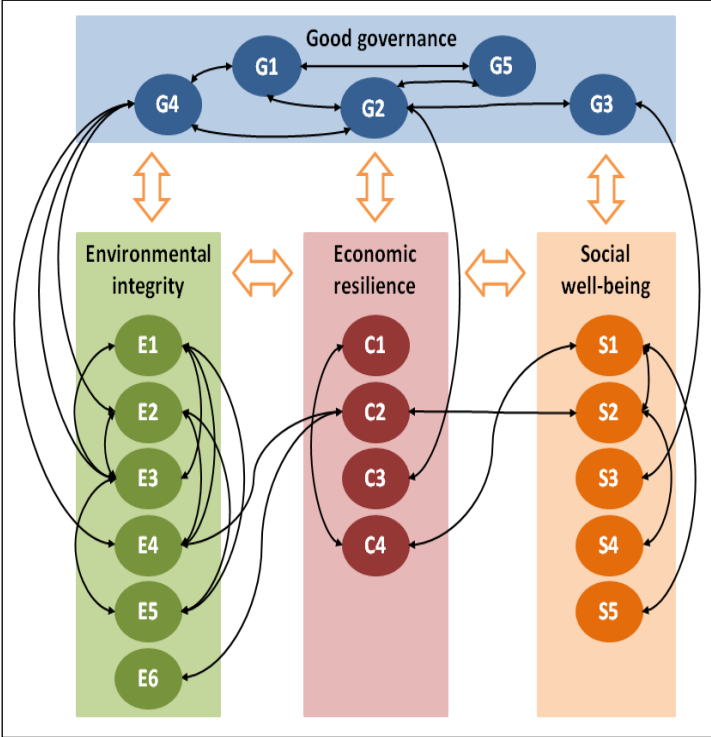 Good governance
G1
G5
G4
G2
G3
Environmental
integrity
E1
E2
E3
E4
E5
E6
Economic
resilience
C1
C2
C3
C4
Social
well-being
S1
S2
S3
S4
S5